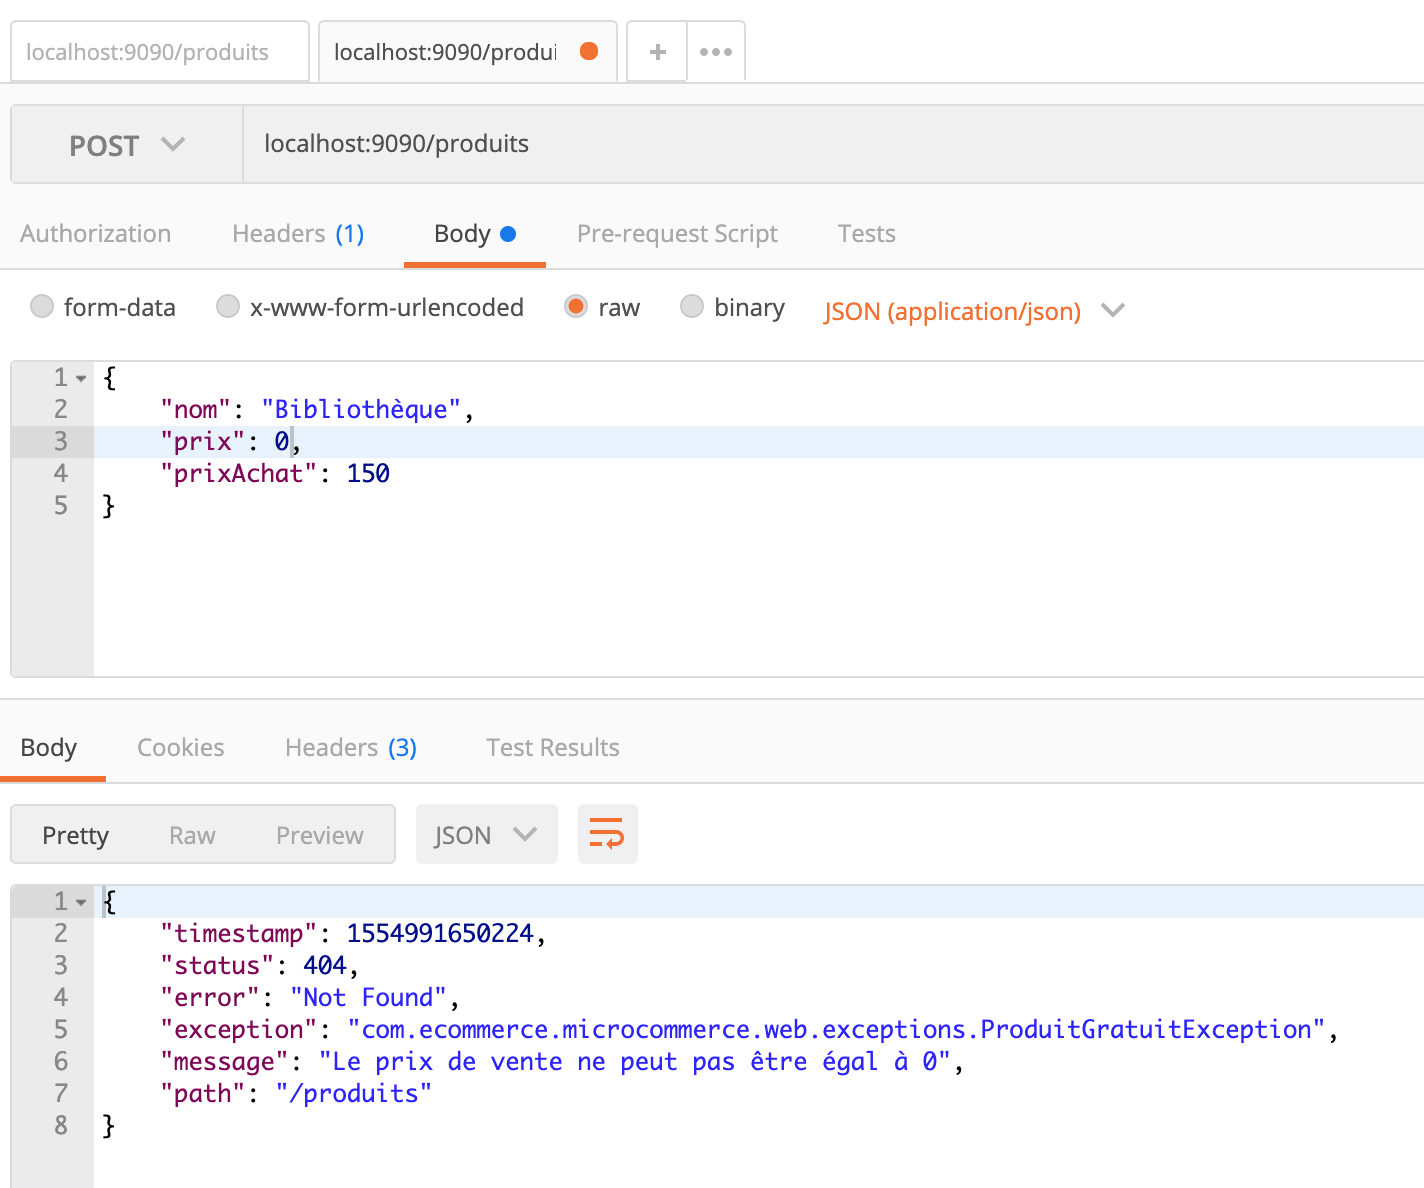 localhost:9090/produits localhost:9090/produi + •••
POST localhost:9090/produits
Authorization Headers (1) Body Pre-request Script Tests
form-data x-www-form-urlencoded raw binary JSON (application/json)
1 {
2 "nom": "Bibliothèque",
3 "prix": 0,
4 "prixAchat": 150
5 }
Body Cookies Headers (3) Test Results
Pretty Raw Preview JSON
1 {
2 "timestamp": 1554991650224,
3 "status": 404,
4 "error": "Not Found",
5 "exception": "com.ecommerce.microcommerce.web.exceptions.ProduitGratuitException",
6 "message": "Le prix de vente ne peut pas être égal à 0",
7 "path": "/produits"
8 }